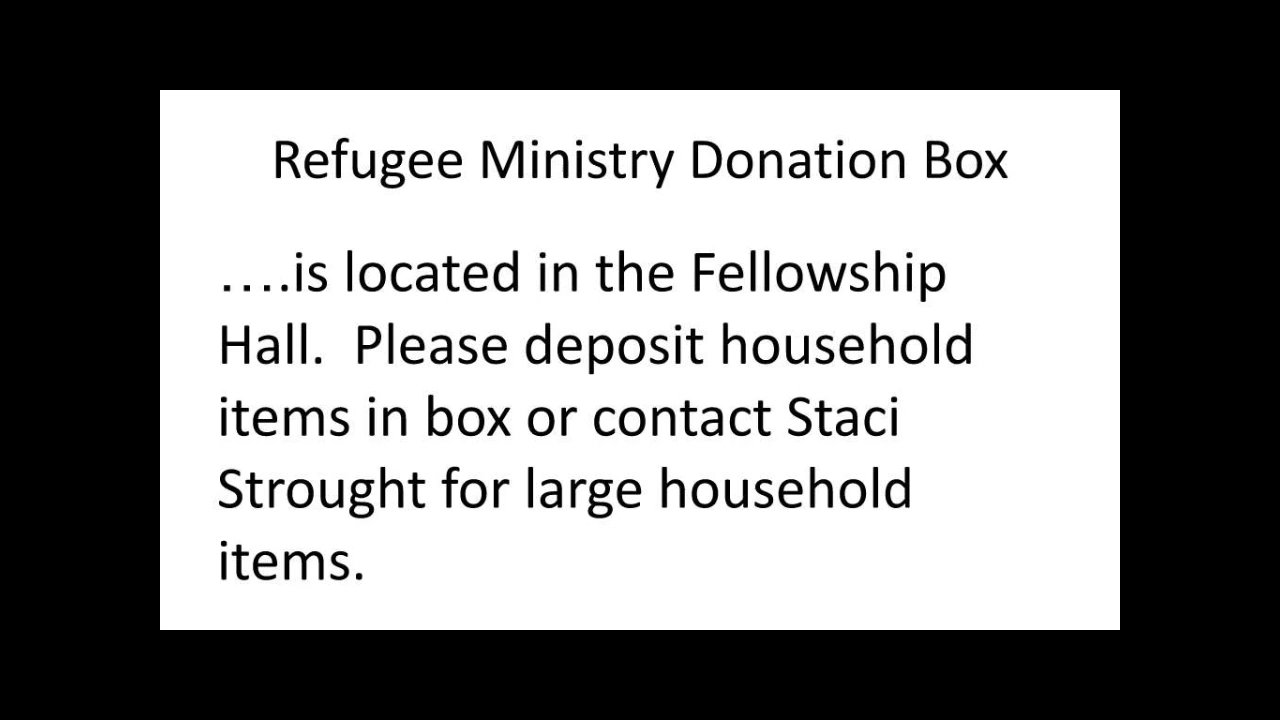 Refugee Ministry Donation Box
….is located in the Fellowship
Hall.  Please deposit household
items in box or contact Staci
Strought for large household
items.